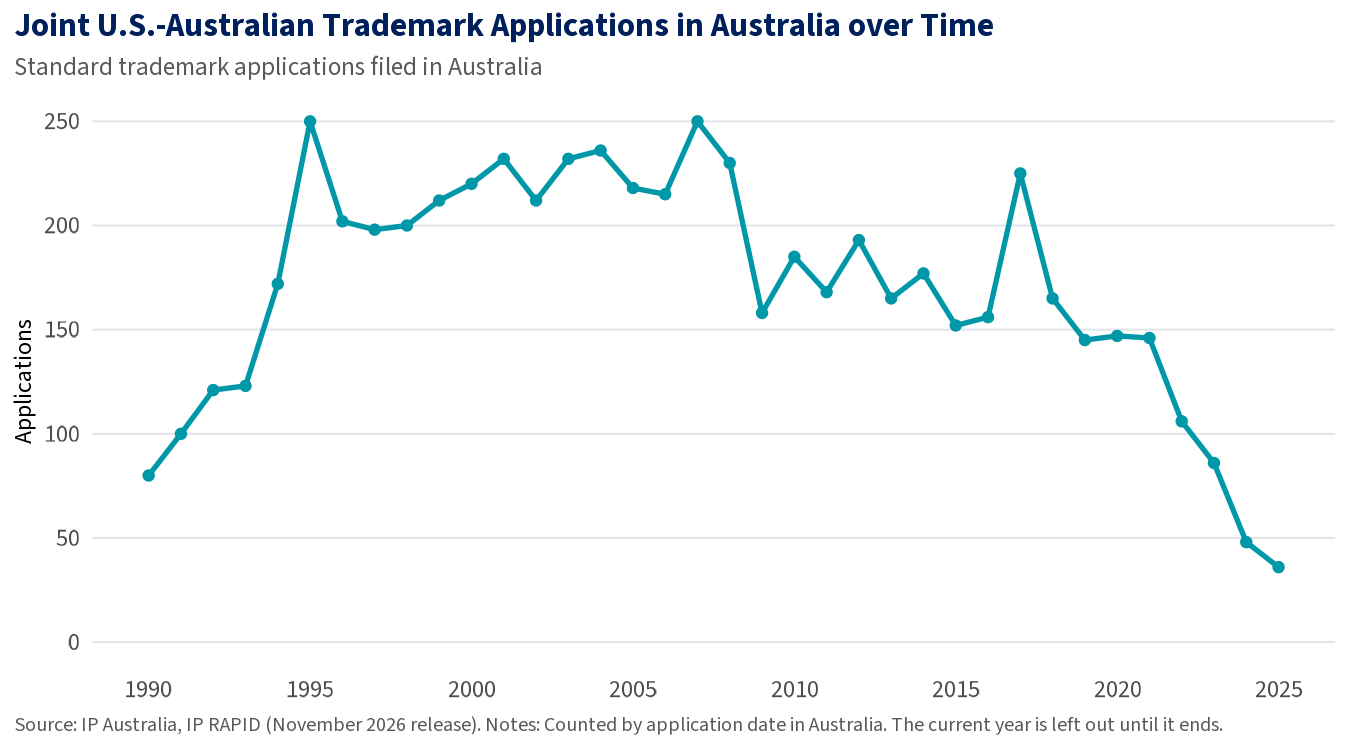 Joint U.S.-Australian Trademark Applications in Australia over Time
Standard trademark applications filed in Australia
Applications
250
200
150
100
50
0
1990 1995 2000 2005 2010 2015 2020 2025
Source: IP Australia, IP RAPID (November 2026 release). Notes: Counted by application date in Australia. The current year is left out until it ends.